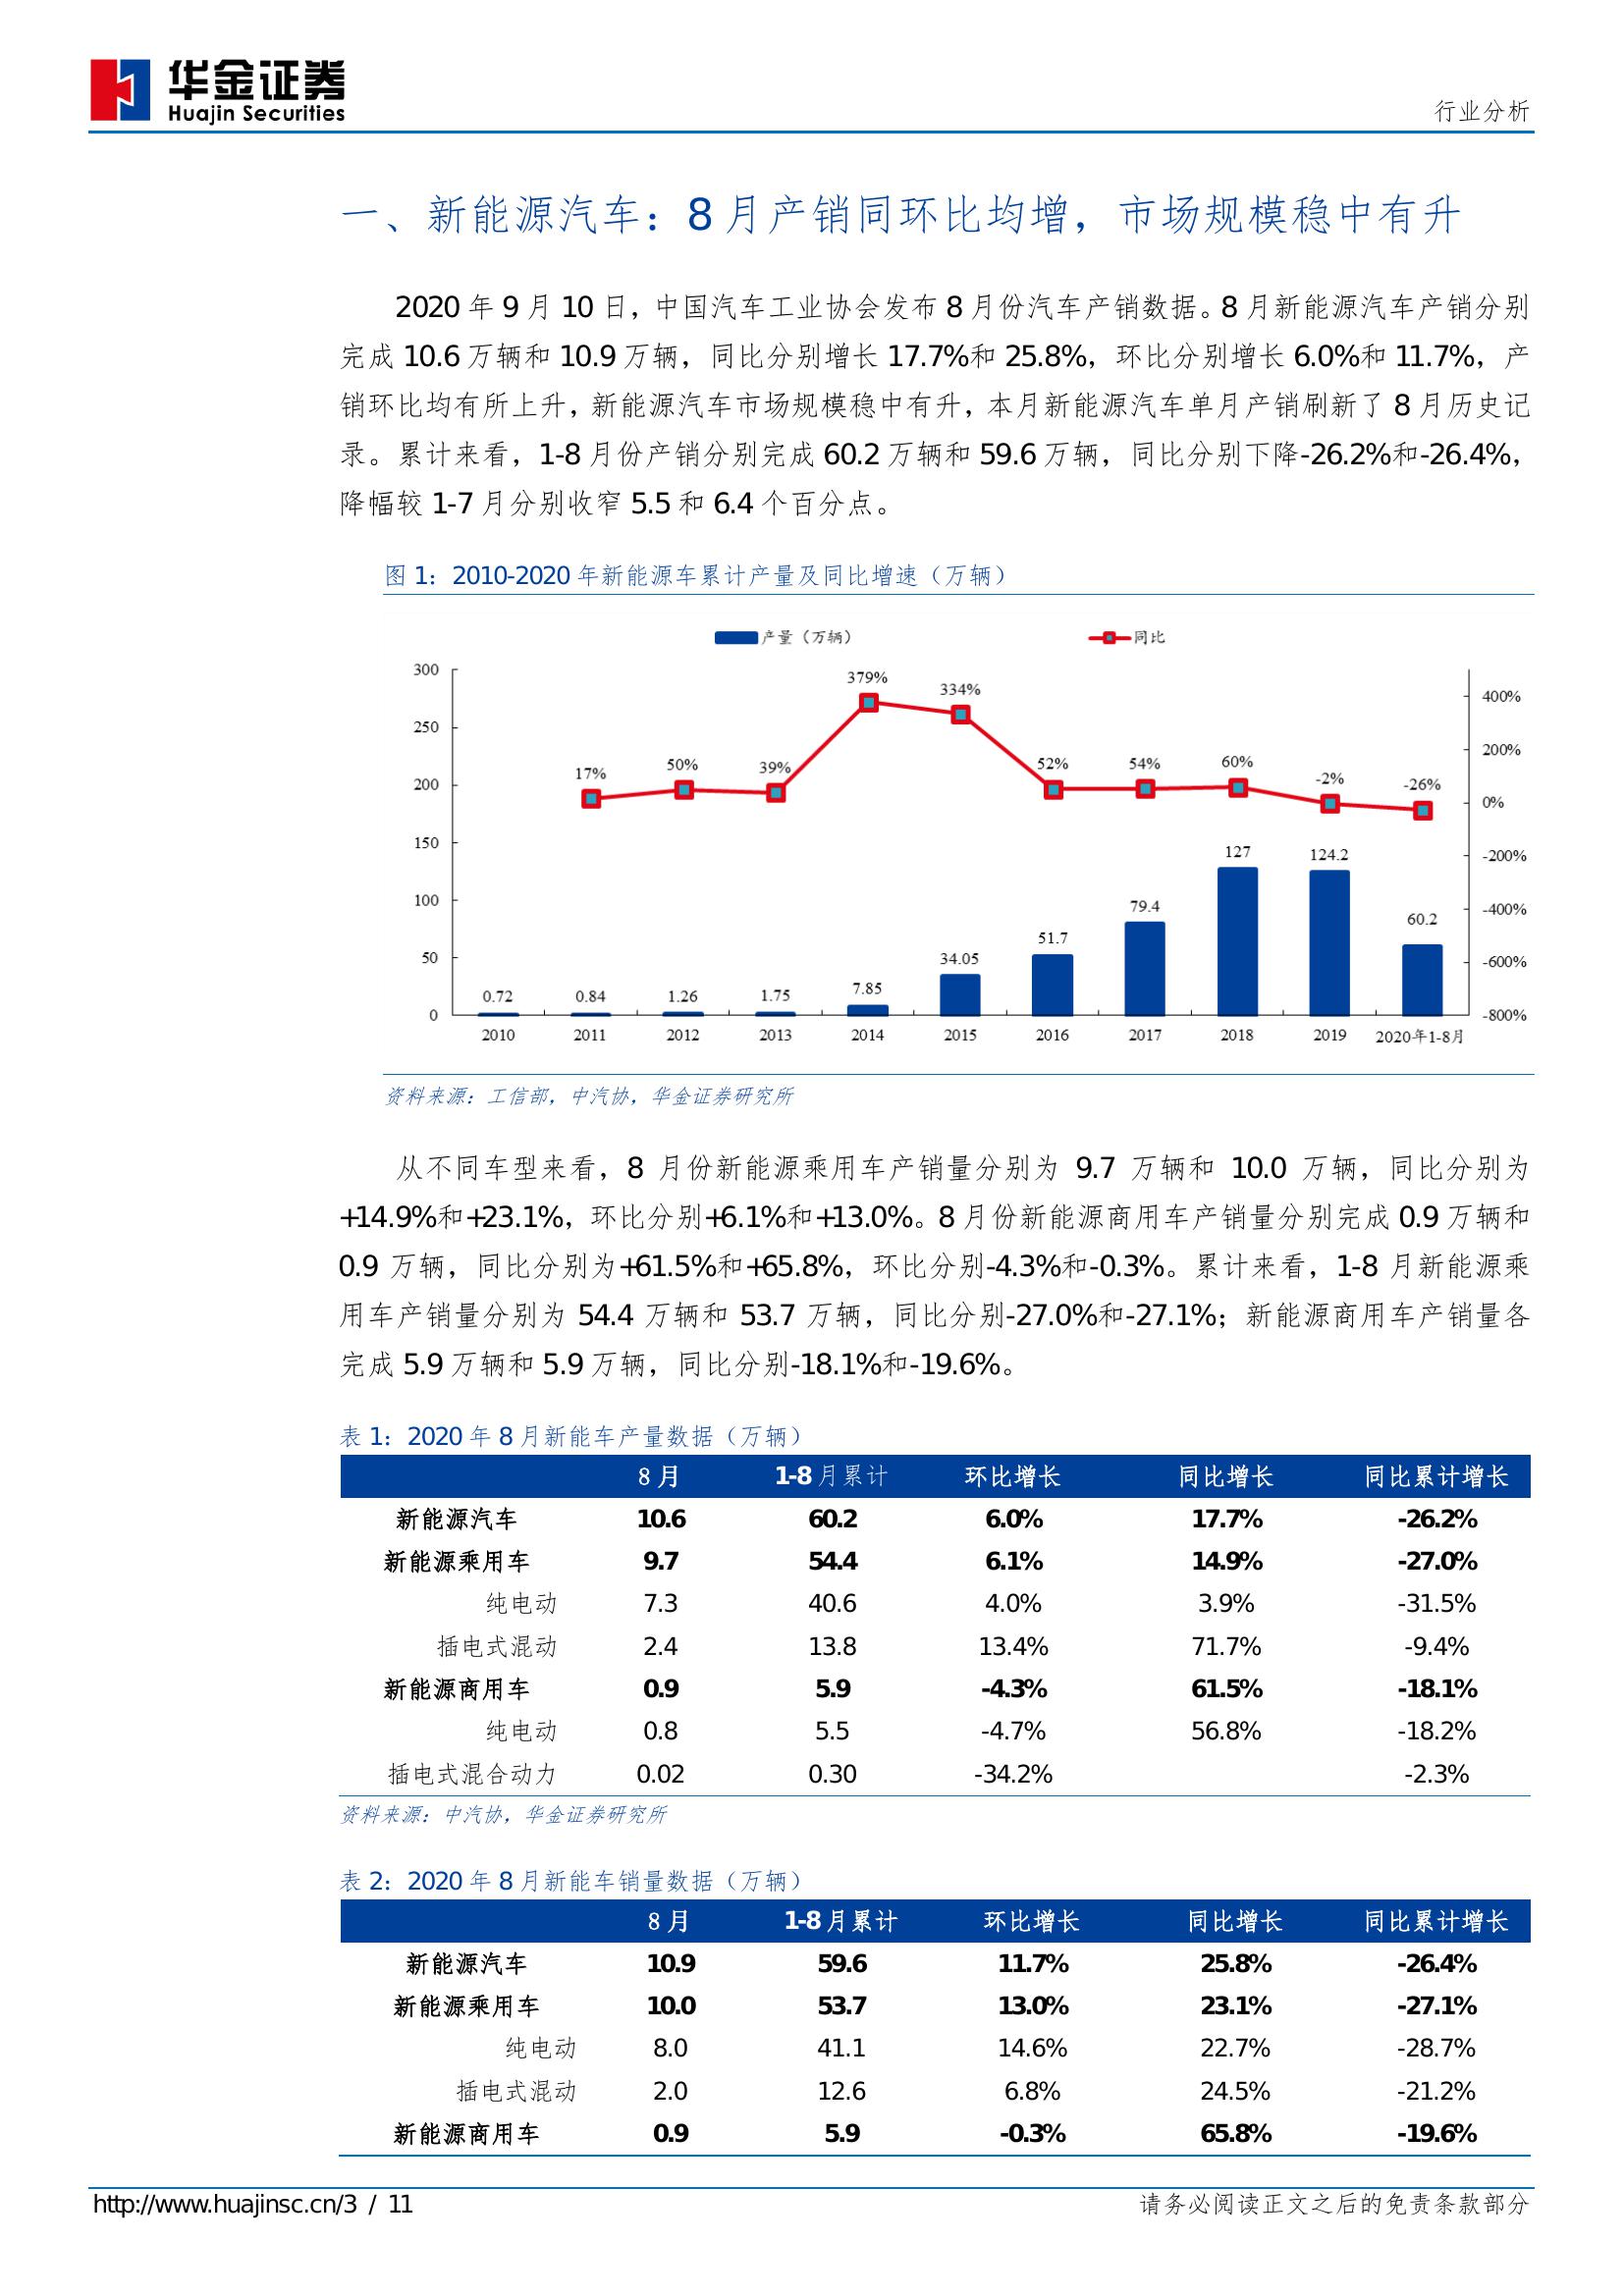 华金证券
Huajin Securities
行业分析
一、新能源汽车：8 月产销同环比均增，市场规模稳中有升
2020 年 9 月 10 日，中国汽车工业协会发布 8 月份汽车产销数据。8 月新能源汽车产销分别
完成 10.6 万辆和 10.9 万辆，同比分别增长 17.7%和 25.8%，环比分别增长 6.0%和 11.7%，产
销环比均有所上升，新能源汽车市场规模稳中有升，本月新能源汽车单月产销刷新了 8 月历史记
录。累计来看，1-8 月份产销分别完成 60.2 万辆和 59.6 万辆，同比分别下降-26.2%和-26.4%，
降幅较 1-7 月分别收窄 5.5 和 6.4 个百分点。
图 1：2010-2020 年新能源车累计产量及同比增速（万辆）
产量（万辆） 同比
300 250 200 150 100 50 0
400% 200% 0% -200% -400% -600% -800%
17% 50% 39% 379% 334% 52% 54% 60% -2% -26%
0.72 0.84 1.26 1.75 7.85 34.05 51.7 79.4 127 124.2 60.2
2010 2011 2012 2013 2014 2015 2016 2017 2018 2019 2020年1-8月
资料来源：工信部，中汽协，华金证券研究所
从不同车型来看，8 月份新能源乘用车产销量分别为 9.7 万辆和 10.0 万辆，同比分别为
+14.9%和+23.1%，环比分别+6.1%和+13.0%。8 月份新能源商用车产销量分别完成 0.9 万辆和
0.9 万辆，同比分别为+61.5%和+65.8%，环比分别-4.3%和-0.3%。累计来看，1-8 月新能源乘
用车产销量分别为 54.4 万辆和 53.7 万辆，同比分别-27.0%和-27.1%；新能源商用车产销量各
完成 5.9 万辆和 5.9 万辆，同比分别-18.1%和-19.6%。
表 1：2020 年 8 月新能车产量数据（万辆）
8 月 1-8 月累计 环比增长 同比增长 同比累计增长
新能源汽车 10.6 60.2 6.0% 17.7% -26.2%
新能源乘用车 9.7 54.4 6.1% 14.9% -27.0%
纯电动 7.3 40.6 4.0% 3.9% -31.5%
插电式混动 2.4 13.8 13.4% 71.7% -9.4%
新能源商用车 0.9 5.9 -4.3% 61.5% -18.1%
纯电动 0.8 5.5 -4.7% 56.8% -18.2%
插电式混合动力 0.02 0.30 -34.2% -2.3%
资料来源：中汽协，华金证券研究所
表 2：2020 年 8 月新能车销量数据（万辆）
8 月 1-8 月累计 环比增长 同比增长 同比累计增长
新能源汽车 10.9 59.6 11.7% 25.8% -26.4%
新能源乘用车 10.0 53.7 13.0% 23.1% -27.1%
纯电动 8.0 41.1 14.6% 22.7% -28.7%
插电式混动 2.0 12.6 6.8% 24.5% -21.2%
新能源商用车 0.9 5.9 -0.3% 65.8% -19.6%
http://www.huajinsc.cn/3 / 11
请务必阅读正文之后的免责条款部分